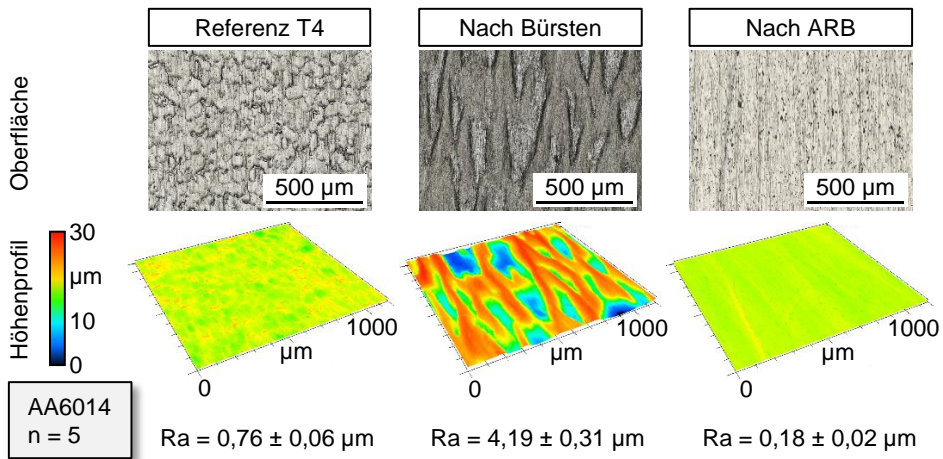 Referenz T4
Nach Bürsten
Nach ARB
Oberfläche
500 µm
500 µm
500 µm
Höhenprofil
30
µm
10
0
1000
µm
0
1000
µm
0
1000
µm
0
AA6014
n = 5
Ra = 0,76 ± 0,06 µm
Ra = 4,19 ± 0,31 µm
Ra = 0,18 ± 0,02 µm